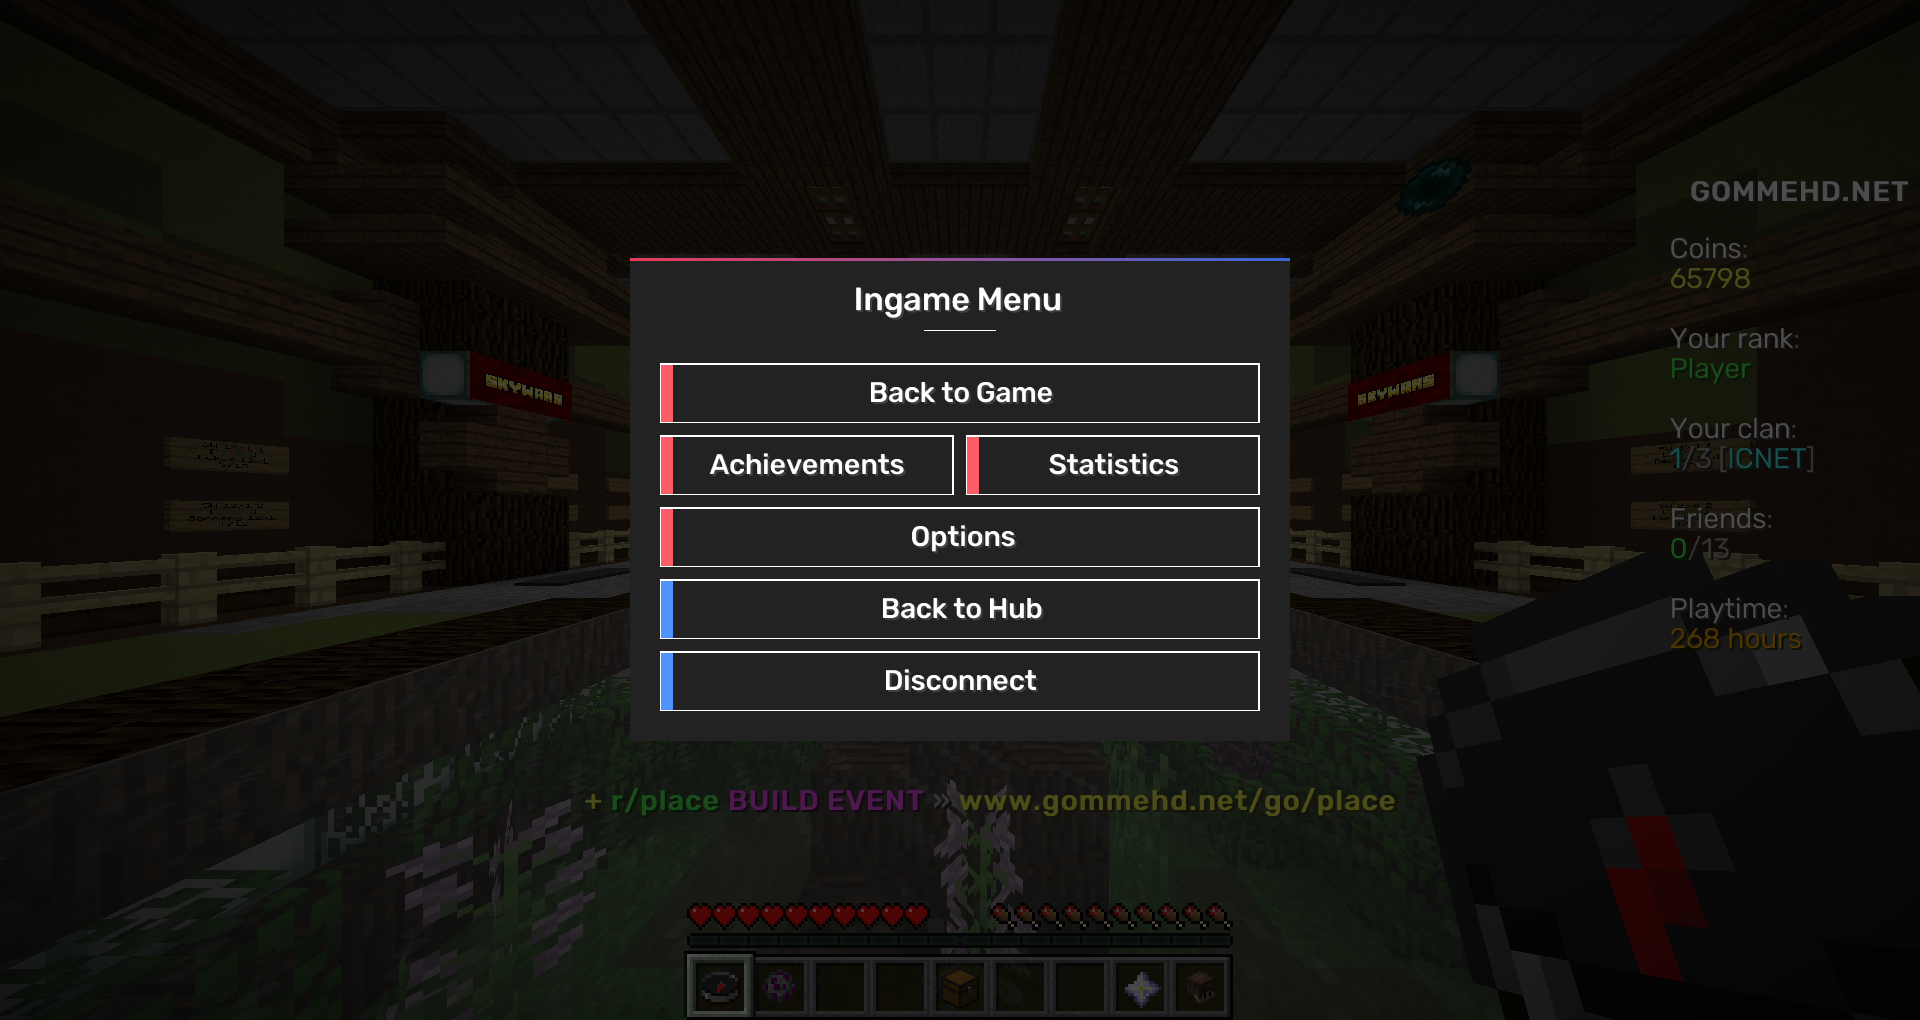 GOMMEHD.NET
Coins:
65798
Your rank:
Player
Your clan:
1/3 [ICNET]
Friends:
0/13
Playtime:
268 hours
Ingame Menu
Back to Game
Achievements
Statistics
Options
Back to Hub
Disconnect
SKYWARS
SKYWARS
+ r/place BUILD EVENT » www.gommehd.net/go/place